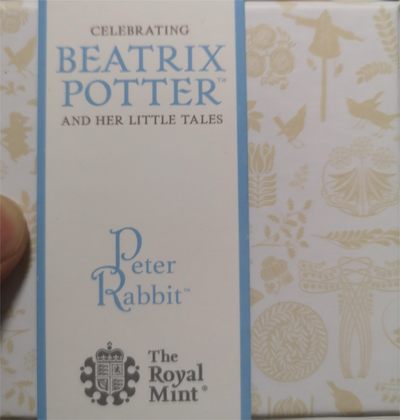 CELEBRATING
BEATRIX
POTTER™
AND HER LITTLE TALES
Peter
Rabbit™
The
Royal
Mint®